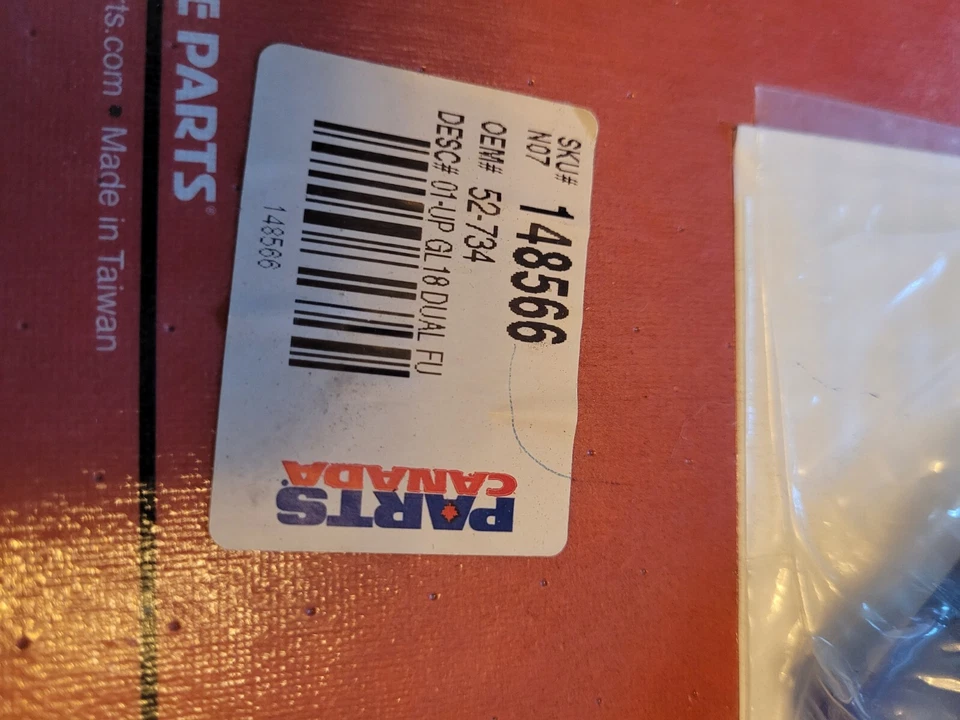 E PARTS®
ts.com • Made in Taiwan
SKU# 148566
N07
OEM# 52-734
DESC# 01-UP GL18 DUAL FU
148566
PARTS
CANADA